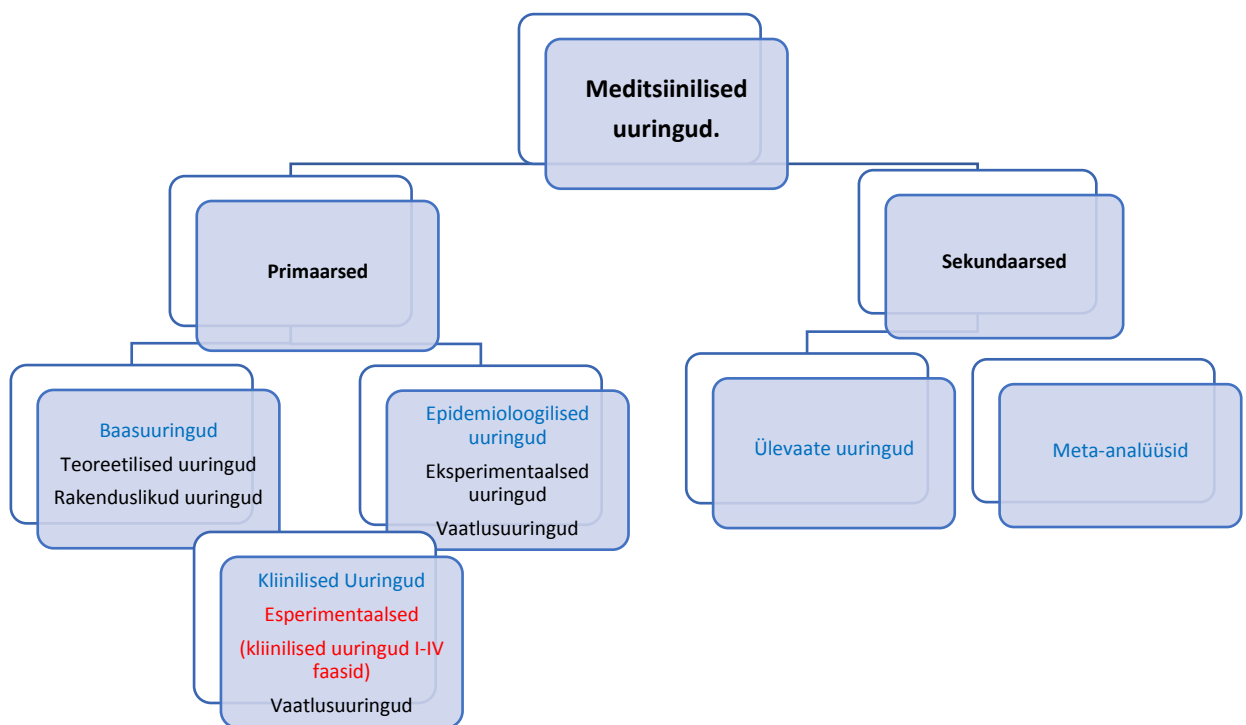 Meditsiinilised
uuringud.
Primaarsed
Sekundaarsed
Baasuuringud
Teoreetilised uuringud
Rakenduslikud uuringud
Epidemioloogilised
uuringud
Eksperimentaalsed
uuringud
Vaatlusuuringud
Kliinilised Uuringud
Esperimentaalsed
(kliinilised uuringud I-IV
faasid)
Vaatlusuuringud
Ülevaate uuringud
Meta-analüüsid